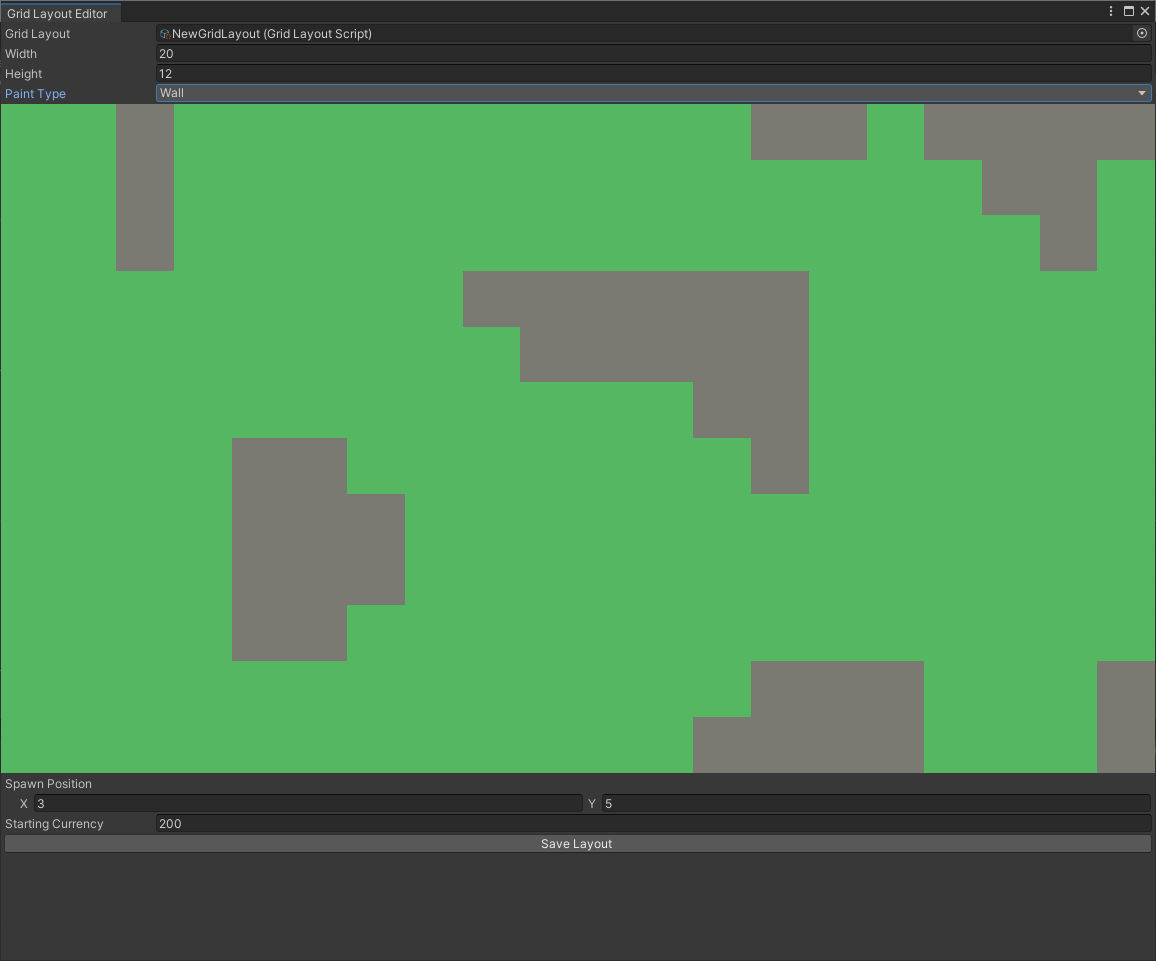 Grid Layout Editor
Grid Layout NewGridLayout (Grid Layout Script)
Width 20
Height 12
Paint Type Wall
Spawn Position
X 3 Y 5
Starting Currency 200
Save Layout